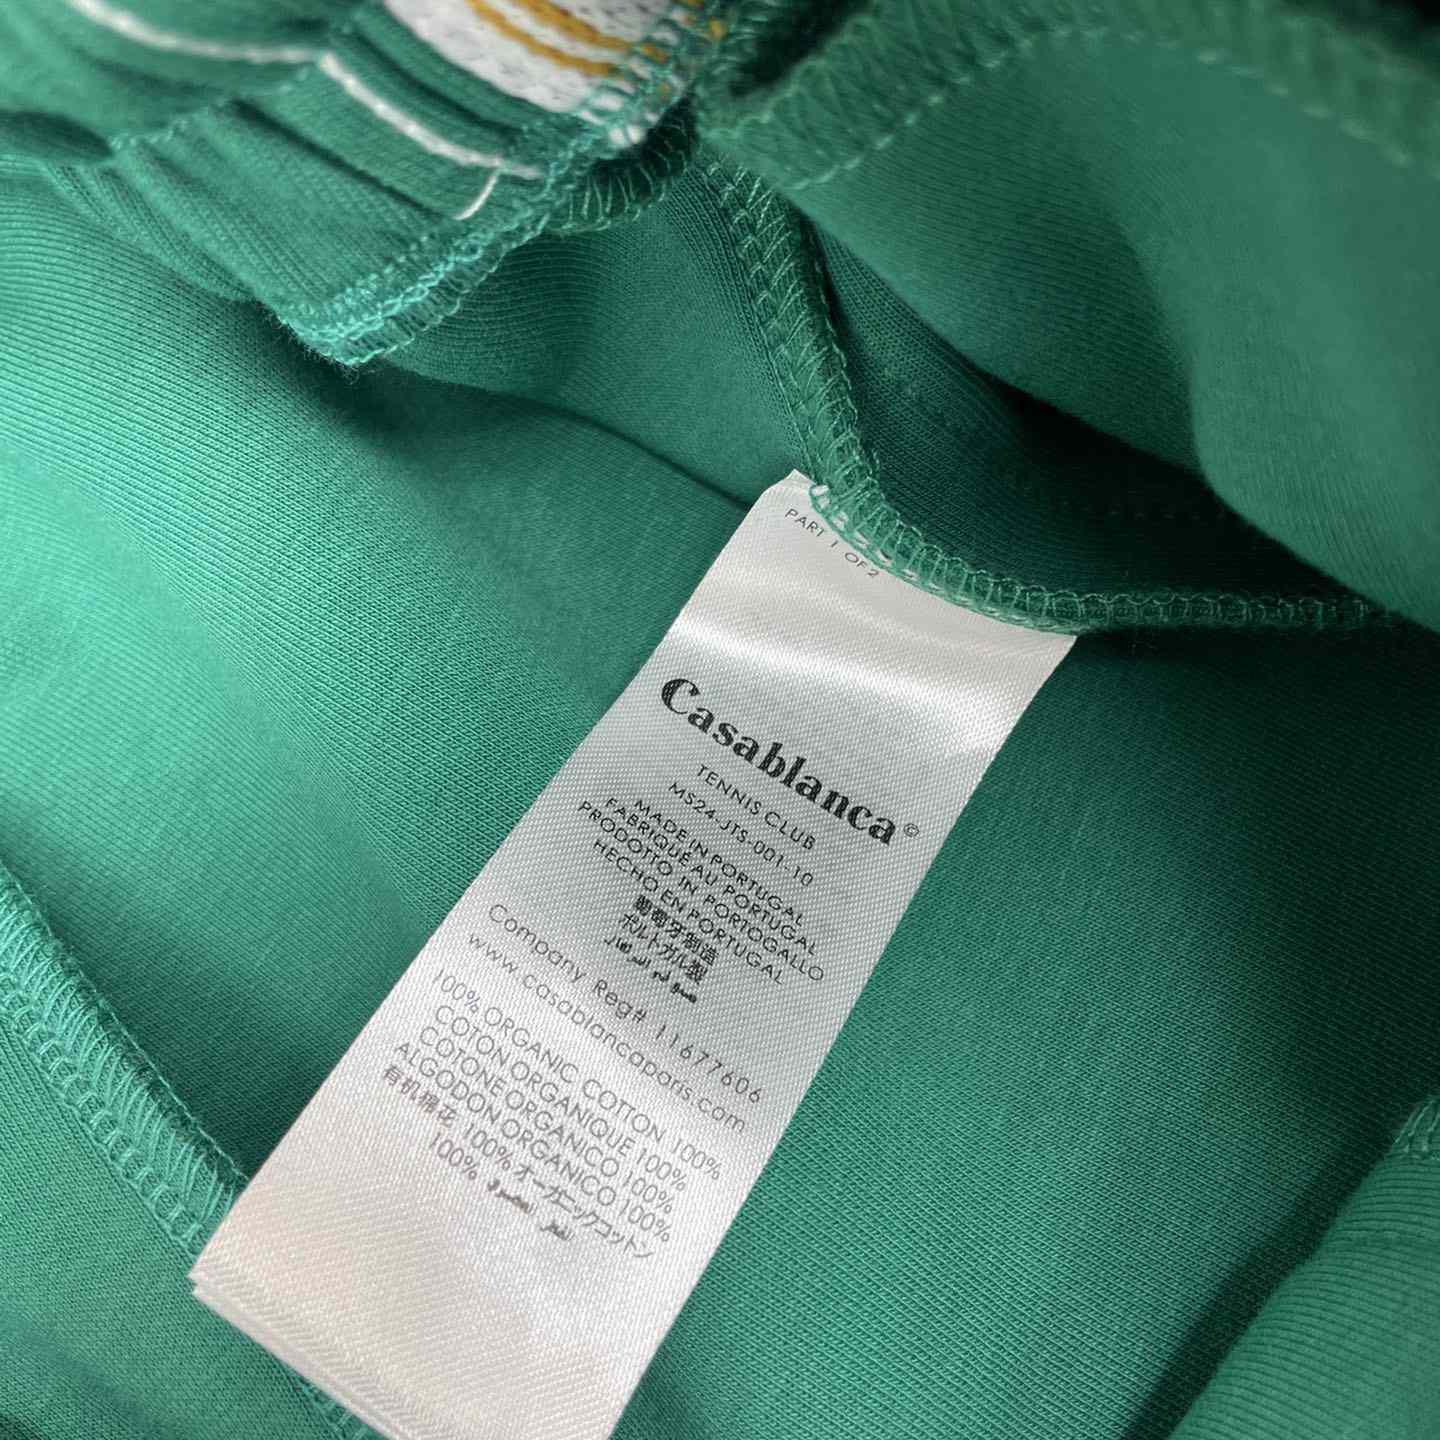 PART 1 OF 2
Casablanca©
TENNIS CLUB
MS24-JTS-001-10
MADE IN PORTUGAL
FABRIQUÉ AU PORTUGAL
PRODOTTO IN PORTOGALLO
HECHO EN PORTUGAL
葡萄牙制造
ポルトガル製
Company Reg# 11677606
www.casablancaparis.com
100% ORGANIC COTTON 100%
COTON ORGANIQUE 100%
COTONE ORGANICO 100%
ALGODON ORGANICO 100%
有机棉花 100% オーガニックコットン
100%